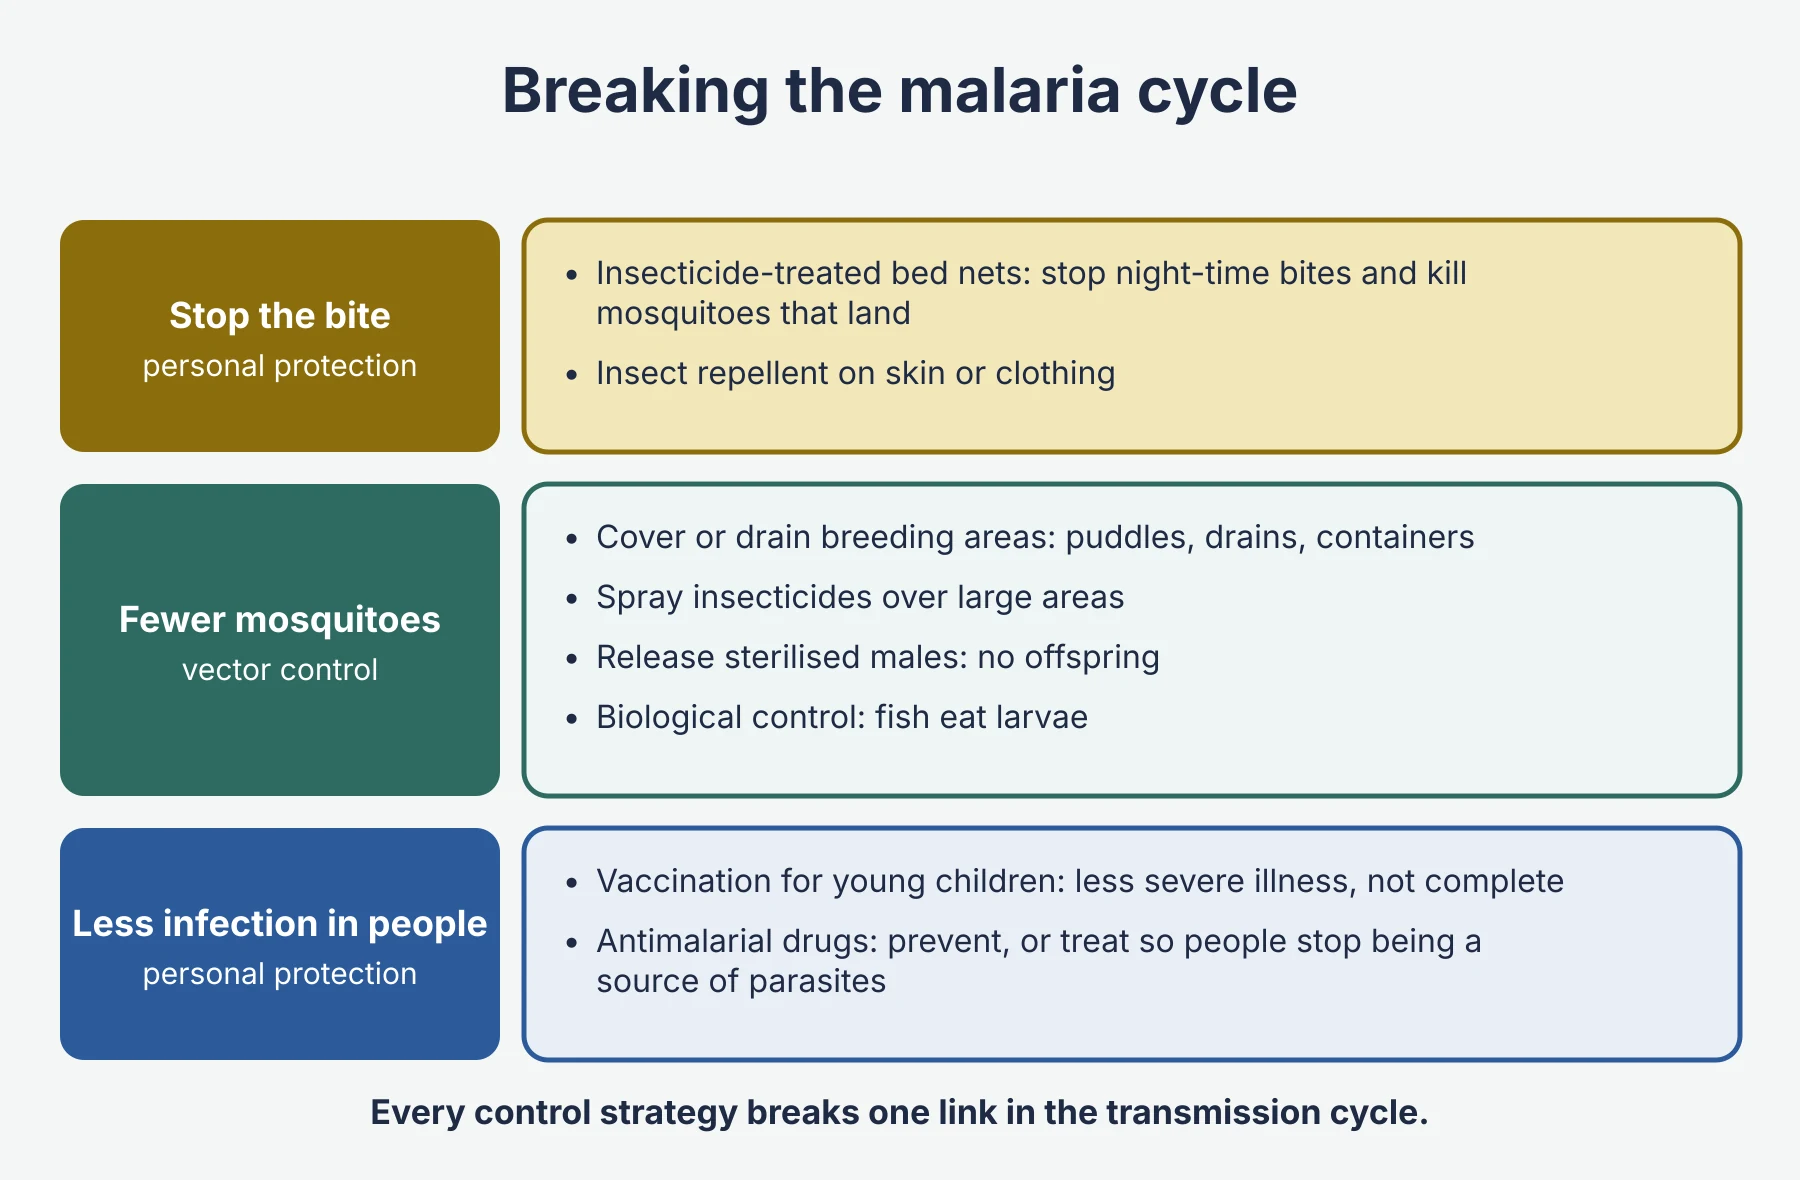 Breaking the malaria cycle
Stop the bite
personal protection
• Insecticide-treated bed nets: stop night-time bites and kill
mosquitoes that land
• Insect repellent on skin or clothing
Fewer mosquitoes
vector control
• Cover or drain breeding areas: puddles, drains, containers
• Spray insecticides over large areas
• Release sterilised males: no offspring
• Biological control: fish eat larvae
Less infection in people
personal protection
• Vaccination for young children: less severe illness, not complete
• Antimalarial drugs: prevent, or treat so people stop being a
source of parasites
Every control strategy breaks one link in the transmission cycle.